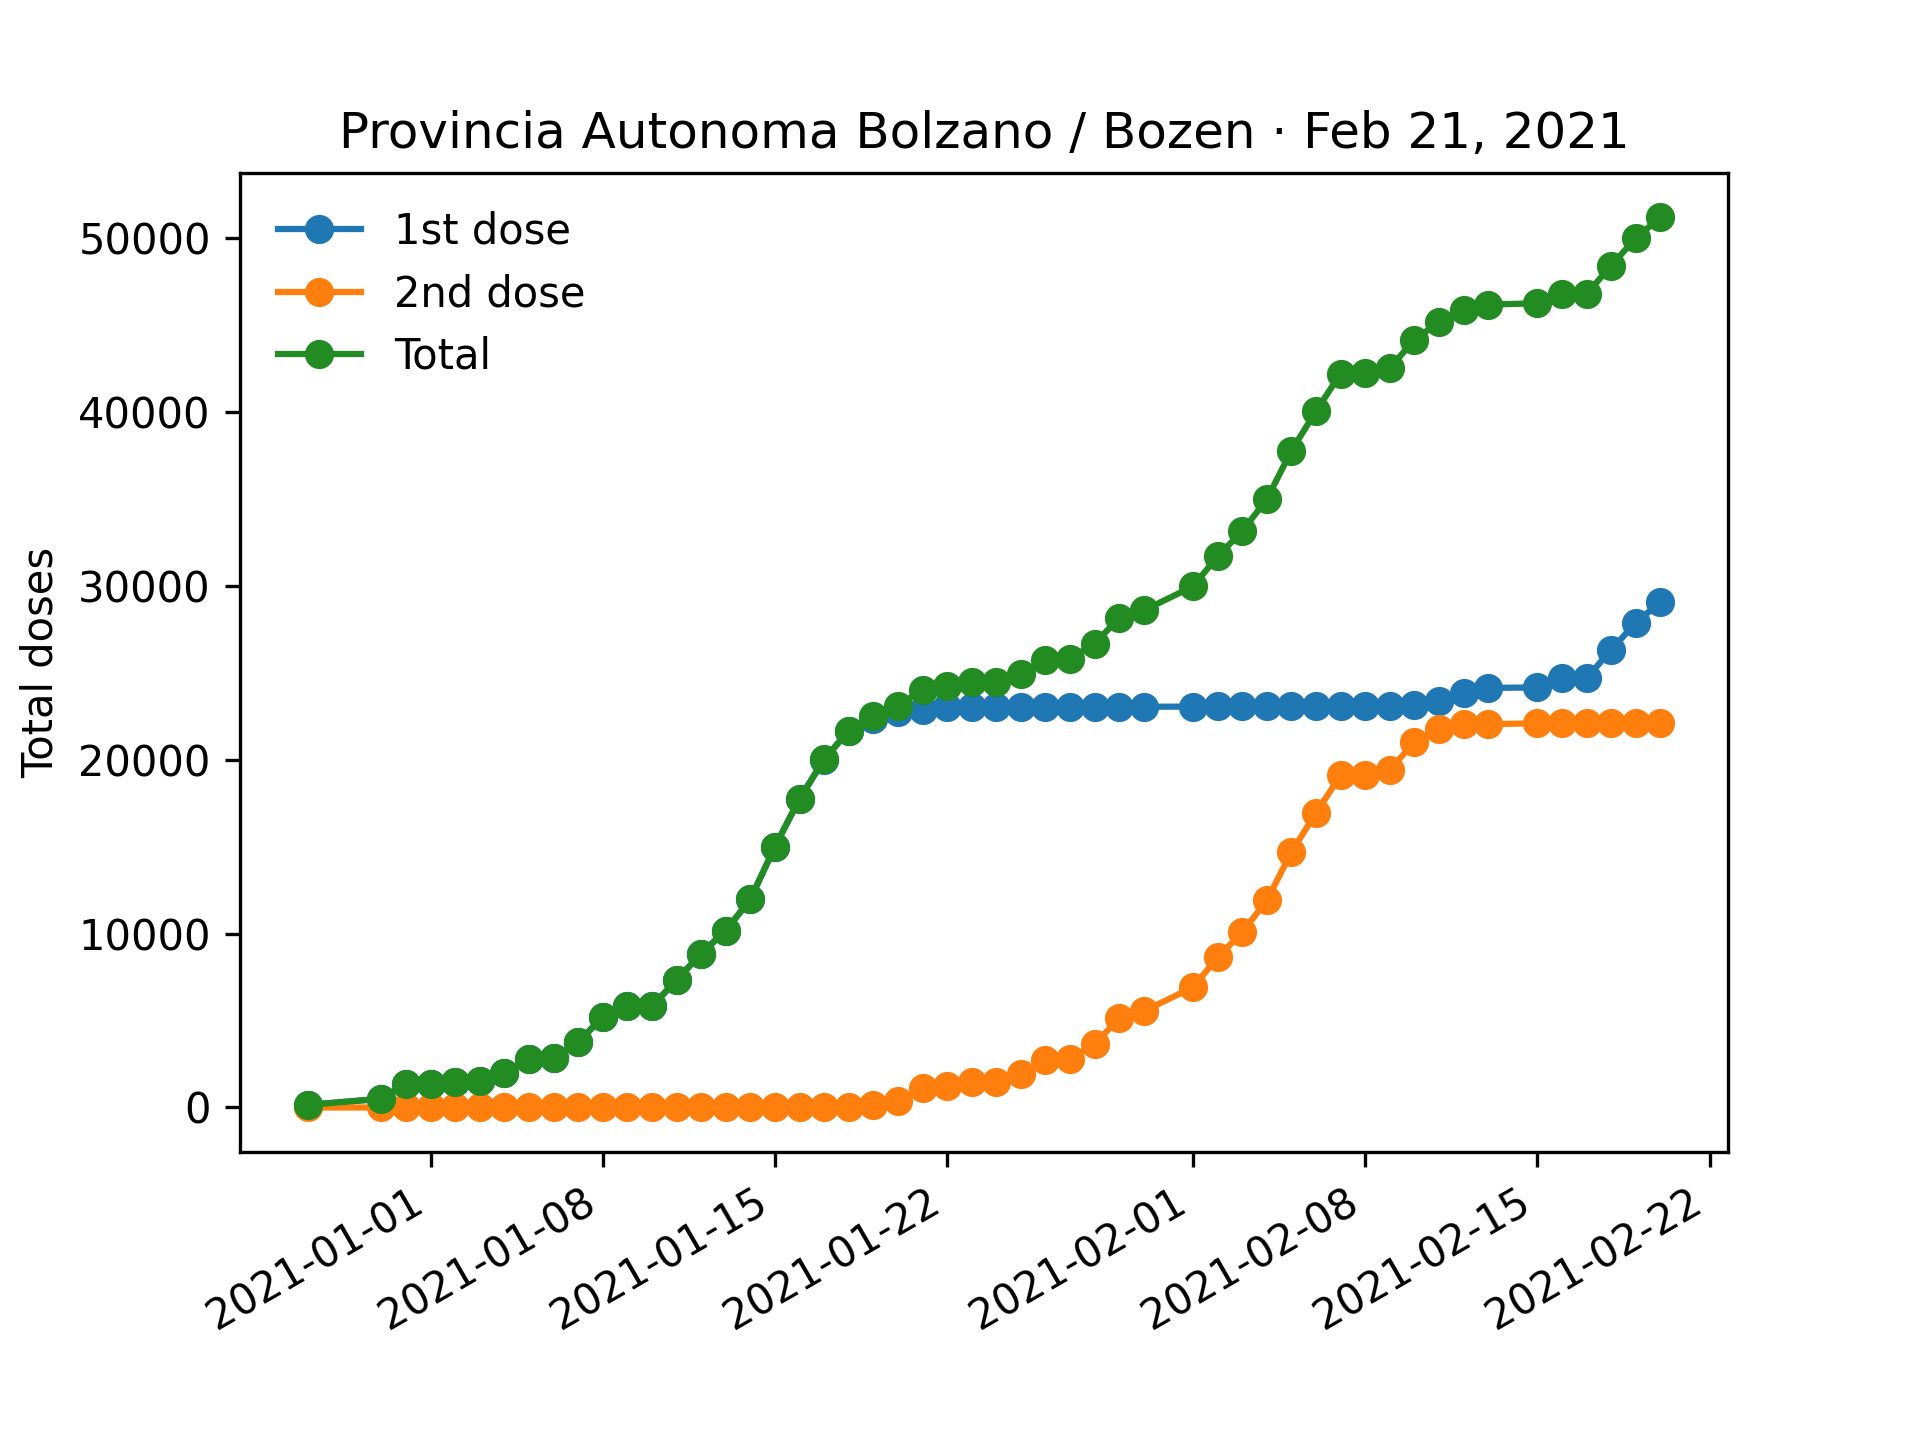 Provincia Autonoma Bolzano / Bozen · Feb 21, 2021
1st dose
2nd dose
Total
Total doses
50000
40000
30000
20000
10000
0
2021-01-01
2021-01-08
2021-01-15
2021-01-22
2021-02-01
2021-02-08
2021-02-15
2021-02-22